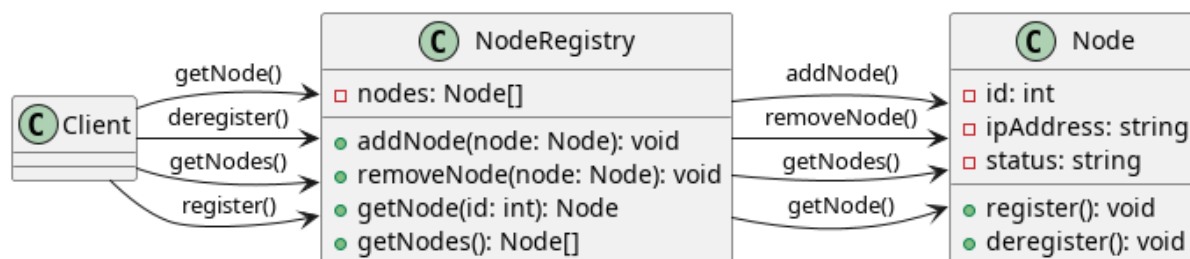 C Client
getNode()
deregister()
getNodes()
register()
C NodeRegistry
nodes: Node[]
addNode(node: Node): void
removeNode(node: Node): void
getNode(id: int): Node
getNodes(): Node[]
addNode()
removeNode()
getNodes()
getNode()
C Node
id: int
ipAddress: string
status: string
register(): void
deregister(): void